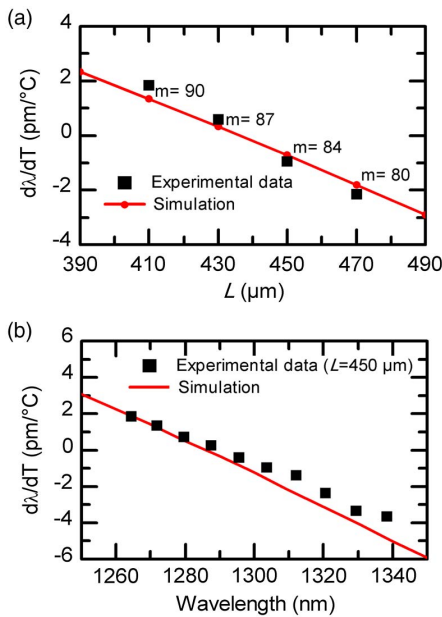 (a)
4
2
0
-2
-4
dλ/dT (pm/°C)
m= 90
m= 87
m= 84
m= 80
Experimental data
Simulation
390 410 430 450 470 490
L (µm)
(b)
6
4
2
0
-2
-4
-6
dλ/dT (pm/°C)
Experimental data (L=450 µm)
Simulation
1260 1280 1300 1320 1340
Wavelength (nm)